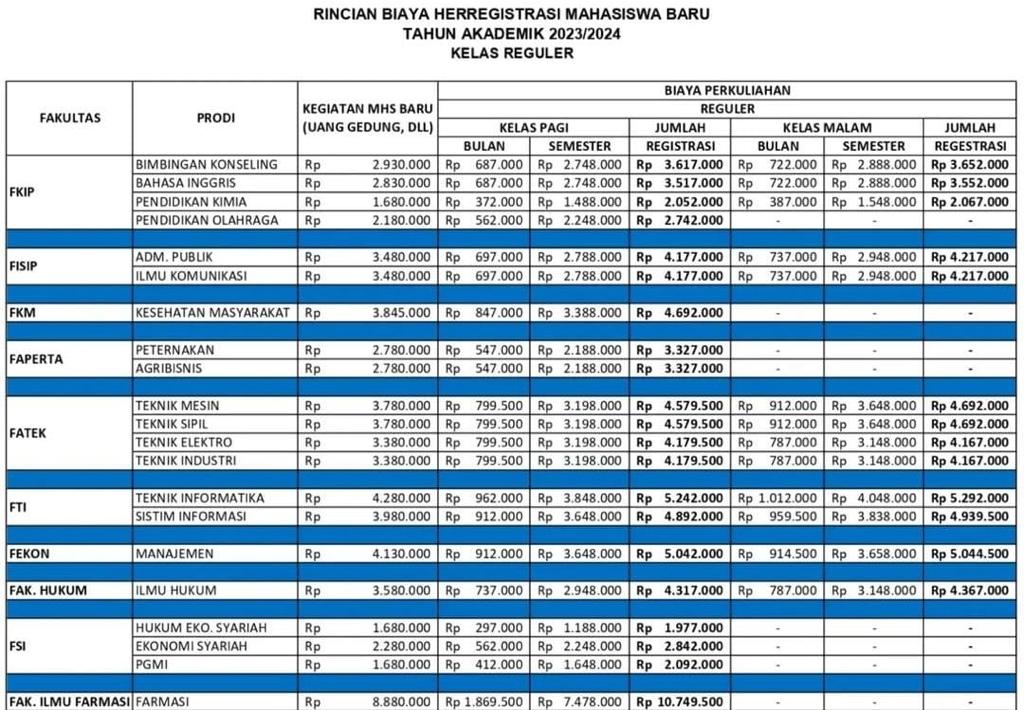 RINCIAN BIAYA HERREGISTRASI MAHASISWA BARU
TAHUN AKADEMIK 2023/2024
KELAS REGULER
FAKULTAS PRODI KEGIATAN MHS BARU (UANG GEDUNG, DLL) BIAYA PERKULIAHAN
REGULER
KELAS PAGI JUMLAH REGISTRASI KELAS MALAM JUMLAH REGESTRASI
BULAN SEMESTER BULAN SEMESTER
FKIP BIMBINGAN KONSELING Rp 2.930.000 Rp 687.000 Rp 2.748.000 Rp 3.617.000 Rp 722.000 Rp 2.888.000 Rp 3.652.000
BAHASA INGGRIS Rp 2.830.000 Rp 687.000 Rp 2.748.000 Rp 3.517.000 Rp 722.000 Rp 2.888.000 Rp 3.552.000
PENDIDIKAN KIMIA Rp 1.680.000 Rp 372.000 Rp 1.488.000 Rp 2.052.000 Rp 387.000 Rp 1.548.000 Rp 2.067.000
PENDIDIKAN OLAHRAGA Rp 2.180.000 Rp 562.000 Rp 2.248.000 Rp 2.742.000 - - -
FISIP ADM. PUBLIK Rp 3.480.000 Rp 697.000 Rp 2.788.000 Rp 4.177.000 Rp 737.000 Rp 2.948.000 Rp 4.217.000
ILMU KOMUNIKASI Rp 3.480.000 Rp 697.000 Rp 2.788.000 Rp 4.177.000 Rp 737.000 Rp 2.948.000 Rp 4.217.000
FKM KESEHATAN MASYARAKAT Rp 3.845.000 Rp 847.000 Rp 3.388.000 Rp 4.692.000 - - -
FAPERTA PETERNAKAN Rp 2.780.000 Rp 547.000 Rp 2.188.000 Rp 3.327.000 - - -
AGRIBISNIS Rp 2.780.000 Rp 547.000 Rp 2.188.000 Rp 3.327.000 - - -
FATEK TEKNIK MESIN Rp 3.780.000 Rp 799.500 Rp 3.198.000 Rp 4.579.500 Rp 912.000 Rp 3.648.000 Rp 4.692.000
TEKNIK SIPIL Rp 3.780.000 Rp 799.500 Rp 3.198.000 Rp 4.579.500 Rp 912.000 Rp 3.648.000 Rp 4.692.000
TEKNIK ELEKTRO Rp 3.380.000 Rp 799.500 Rp 3.198.000 Rp 4.179.500 Rp 787.000 Rp 3.148.000 Rp 4.167.000
TEKNIK INDUSTRI Rp 3.380.000 Rp 799.500 Rp 3.198.000 Rp 4.179.500 Rp 787.000 Rp 3.148.000 Rp 4.167.000
FTI TEKNIK INFORMATIKA Rp 4.280.000 Rp 962.000 Rp 3.848.000 Rp 5.242.000 Rp 1.012.000 Rp 4.048.000 Rp 5.292.000
SISTIM INFORMASI Rp 3.980.000 Rp 912.000 Rp 3.648.000 Rp 4.892.000 Rp 959.500 Rp 3.838.000 Rp 4.939.500
FEKON MANAJEMEN Rp 4.130.000 Rp 912.000 Rp 3.648.000 Rp 5.042.000 Rp 914.500 Rp 3.658.000 Rp 5.044.500
FAK. HUKUM ILMU HUKUM Rp 3.580.000 Rp 737.000 Rp 2.948.000 Rp 4.317.000 Rp 787.000 Rp 3.148.000 Rp 4.367.000
FSI HUKUM EKO. SYARIAH Rp 1.680.000 Rp 297.000 Rp 1.188.000 Rp 1.977.000 - - -
EKONOMI SYARIAH Rp 2.280.000 Rp 562.000 Rp 2.248.000 Rp 2.842.000 - - -
PGMI Rp 1.680.000 Rp 412.000 Rp 1.648.000 Rp 2.092.000 - - -
FAK. ILMU FARMASI FARMASI Rp 8.880.000 Rp 1.869.500 Rp 7.478.000 Rp 10.749.500